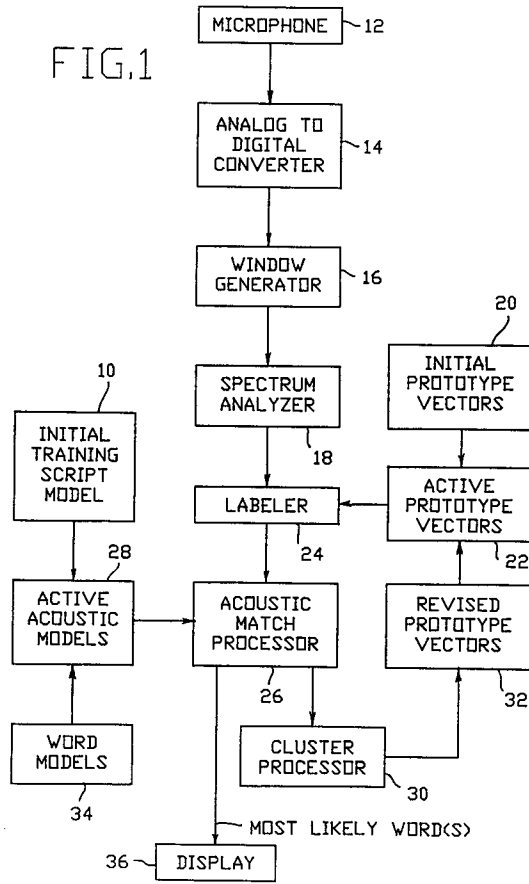 FIG.1
MICROPHONE
12
ANALOG TO
DIGITAL
CONVERTER
14
WINDOW
GENERATOR
16
20
INITIAL
PROTOTYPE
VECTORS
10
INITIAL
TRAINING
SCRIPT
MODEL
SPECTRUM
ANALYZER
18
LABELER
24
ACTIVE
PROTOTYPE
VECTORS
22
28
ACTIVE
ACOUSTIC
MODELS
ACOUSTIC
MATCH
PROCESSOR
26
REVISED
PROTOTYPE
VECTORS
32
WORD
MODELS
34
CLUSTER
PROCESSOR
30
MOST LIKELY WORD(S)
36
DISPLAY